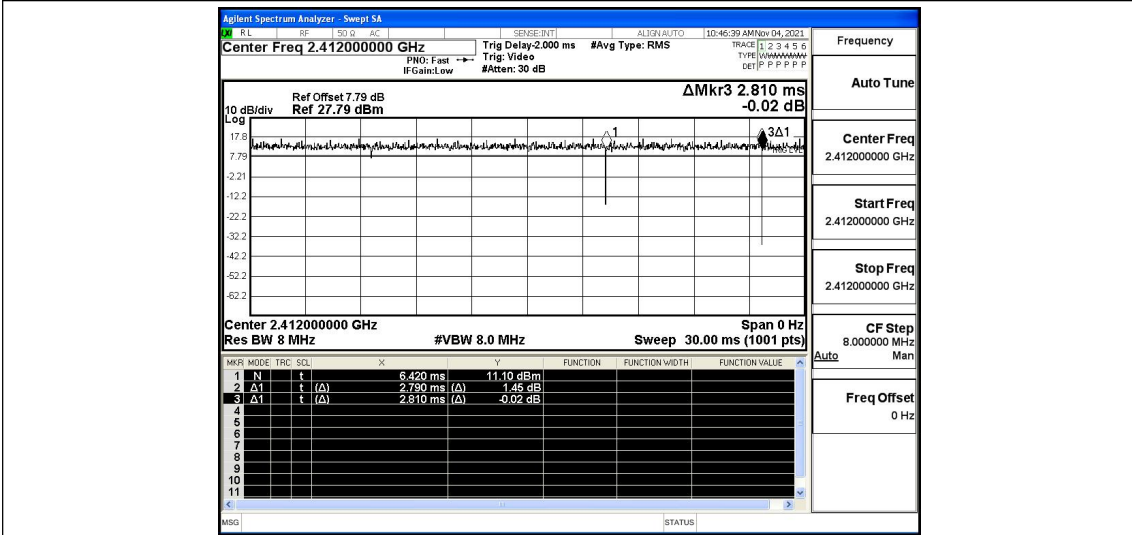 Agilent Spectrum Analyzer - Swept SA
LXI RL RF 50 Ω AC SENSE:INT ALIGN AUTO 10:46:39 AM Nov 04, 2021
Center Freq 2.412000000 GHz
PNO: Fast
IFGain:Low
Trig Delay-2.000 ms
Trig: Video
#Atten: 30 dB
#Avg Type: RMS
TRACE 1 2 3 4 5 6
TYPE
DET P P P P P P
Ref Offset 7.79 dB
10 dB/div Ref 27.79 dBm
Log
ΔMkr3 2.810 ms
-0.02 dB
1
3Δ1
17.8
7.79
-2.21
-12.2
-22.2
-32.2
-42.2
-52.2
-62.2
Center 2.412000000 GHz Span 0 Hz
Res BW 8 MHz #VBW 8.0 MHz Sweep 30.00 ms (1001 pts)
MKR MODE TRC SCL X Y FUNCTION FUNCTION WIDTH FUNCTION VALUE
1 N t 6.420 ms 11.10 dBm
2 Δ1 t (Δ) 2.790 ms (Δ) 1.45 dB
3 Δ1 t (Δ) 2.810 ms (Δ) -0.02 dB
4
5
6
7
8
9
10
11
MSG STATUS
Frequency
Auto Tune
Center Freq
2.412000000 GHz
Start Freq
2.412000000 GHz
Stop Freq
2.412000000 GHz
CF Step
8.000000 MHz
Auto Man
Freq Offset
0 Hz